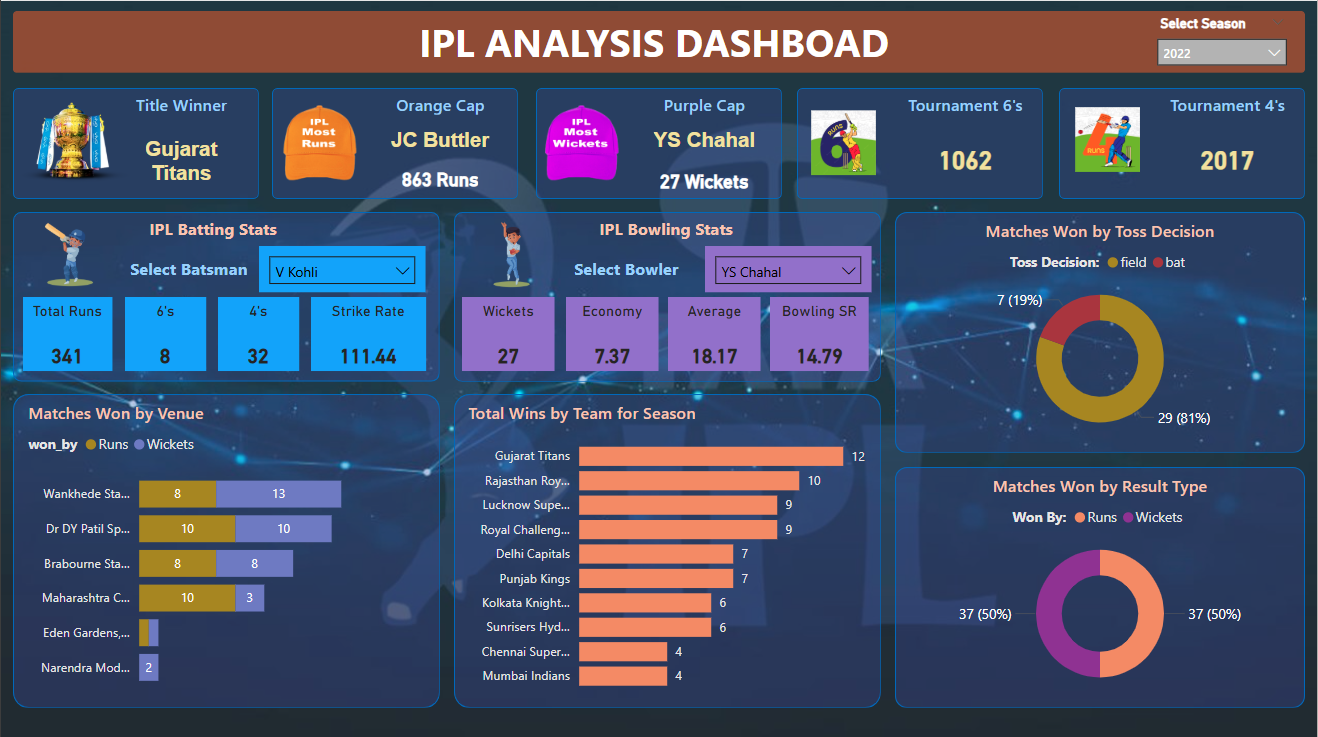 IPL ANALYSIS DASHBOAD
Select Season
2022
Title Winner
Gujarat
Titans
IPL
Most
Runs
Orange Cap
JC Buttler
863 Runs
IPL
Most
Wickets
Purple Cap
YS Chahal
27 Wickets
RUNS
6
Tournament 6's
1062
4
RUNS
Tournament 4's
2017
IPL Batting Stats
Select Batsman
V Kohli
Total Runs
341
6's
8
4's
32
Strike Rate
111.44
IPL Bowling Stats
Select Bowler
YS Chahal
Wickets
27
Economy
7.37
Average
18.17
Bowling SR
14.79
Matches Won by Toss Decision
Toss Decision: field bat
7 (19%)
29 (81%)
Matches Won by Venue
won_by Runs Wickets
Wankhede Sta... 8 13
Dr DY Patil Sp... 10 10
Brabourne Sta... 8 8
Maharashtra C... 10 3
Eden Gardens,...
Narendra Mod... 2
Total Wins by Team for Season
Gujarat Titans 12
Rajasthan Roy... 10
Lucknow Supe... 9
Royal Challeng... 9
Delhi Capitals 7
Punjab Kings 7
Kolkata Knight... 6
Sunrisers Hyd... 6
Chennai Super... 4
Mumbai Indians 4
Matches Won by Result Type
Won By: Runs Wickets
37 (50%)
37 (50%)
TATA
IPL